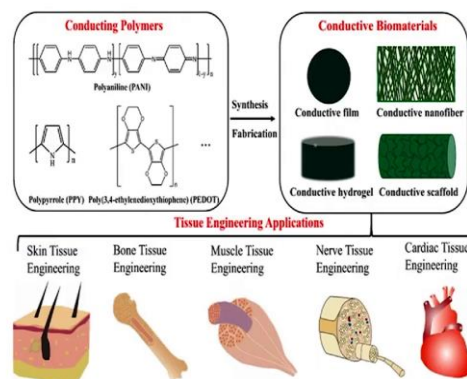 Conducting Polymers
Polyaniline (PANI)
Polypyrrole (PPY) Poly(3,4-ethylenedioxythiophene) (PEDOT)
Synthesis
Fabrication
Conductive Biomaterials
Conductive film
Conductive nanofiber
Conductive hydrogel
Conductive scaffold
Tissue Engineering Applications
Skin Tissue
Engineering
Bone Tissue
Engineering
Muscle Tissue
Engineering
Nerve Tissue
Engineering
Cardiac Tissue
Engineering